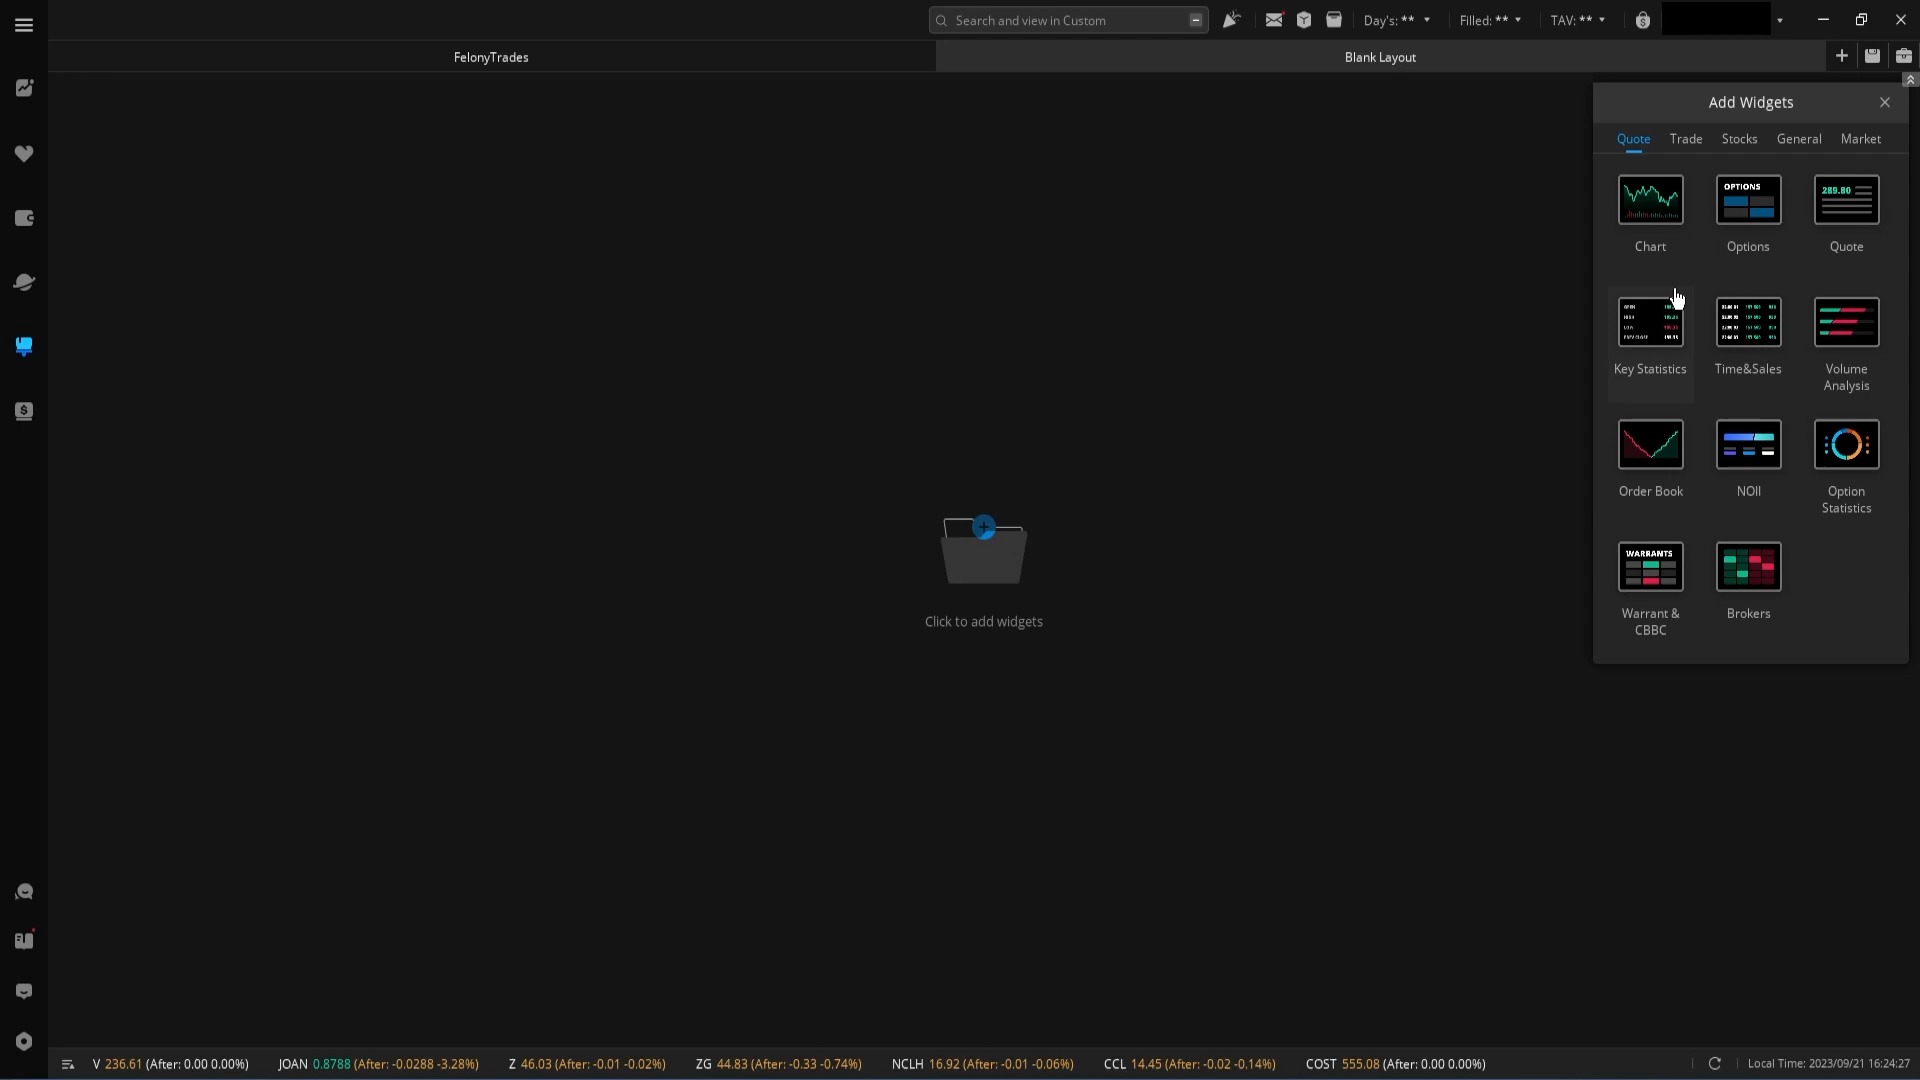 Search and view in Custom
Day's: **
Filled: **
TAV: **
FelonyTrades
Blank Layout
Add Widgets
Quote Trade Stocks General Market
OPTIONS
289.80
Chart Options Quote
Key Statistics Time&Sales Volume
Analysis
Order Book NOII Option
Statistics
WARRANTS
Warrant & Brokers
CBBC
Click to add widgets
V 236.61 (After: 0.00 0.00%) JOAN 0.8788 (After: -0.0288 -3.28%) Z 46.03 (After: -0.01 -0.02%) ZG 44.83 (After: -0.33 -0.74%) NCLH 16.92 (After: -0.01 -0.06%) CCL 14.45 (After: -0.02 -0.14%) COST 555.08 (After: 0.00 0.00%) Local Time: 2023/09/21 16:24:27